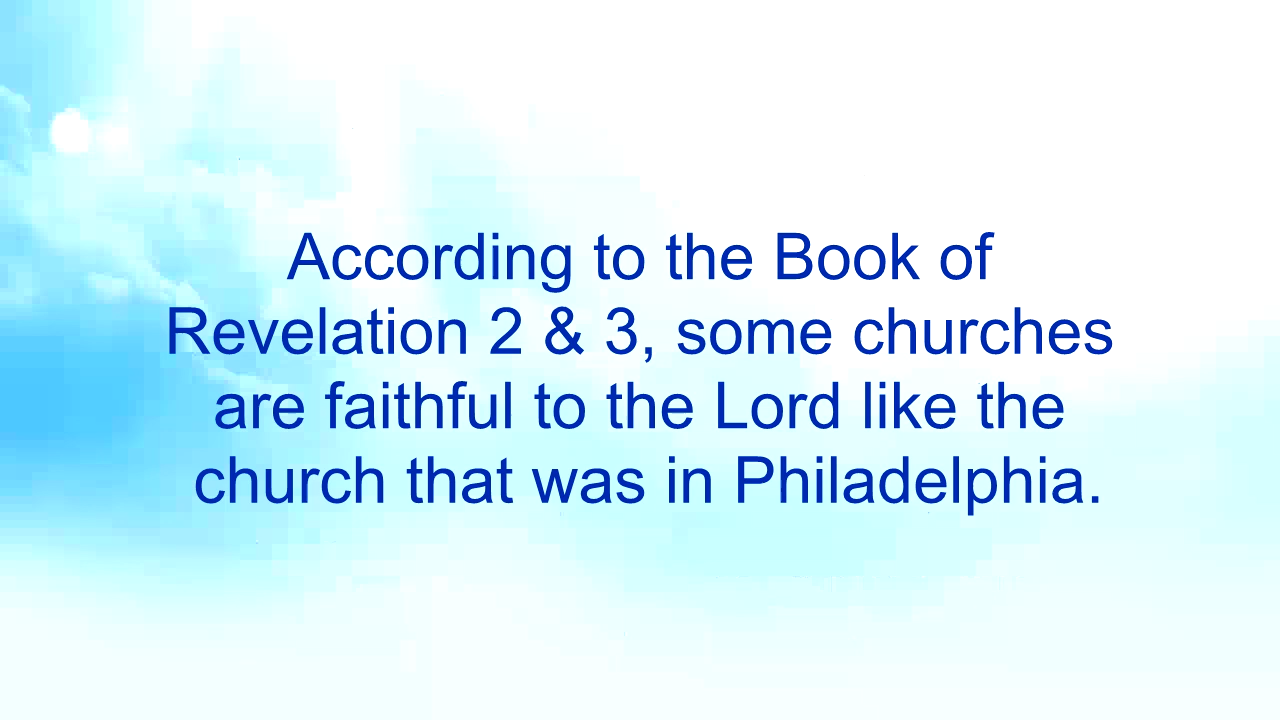 According to the Book of
Revelation 2 & 3, some churches
are faithful to the Lord like the
church that was in Philadelphia.